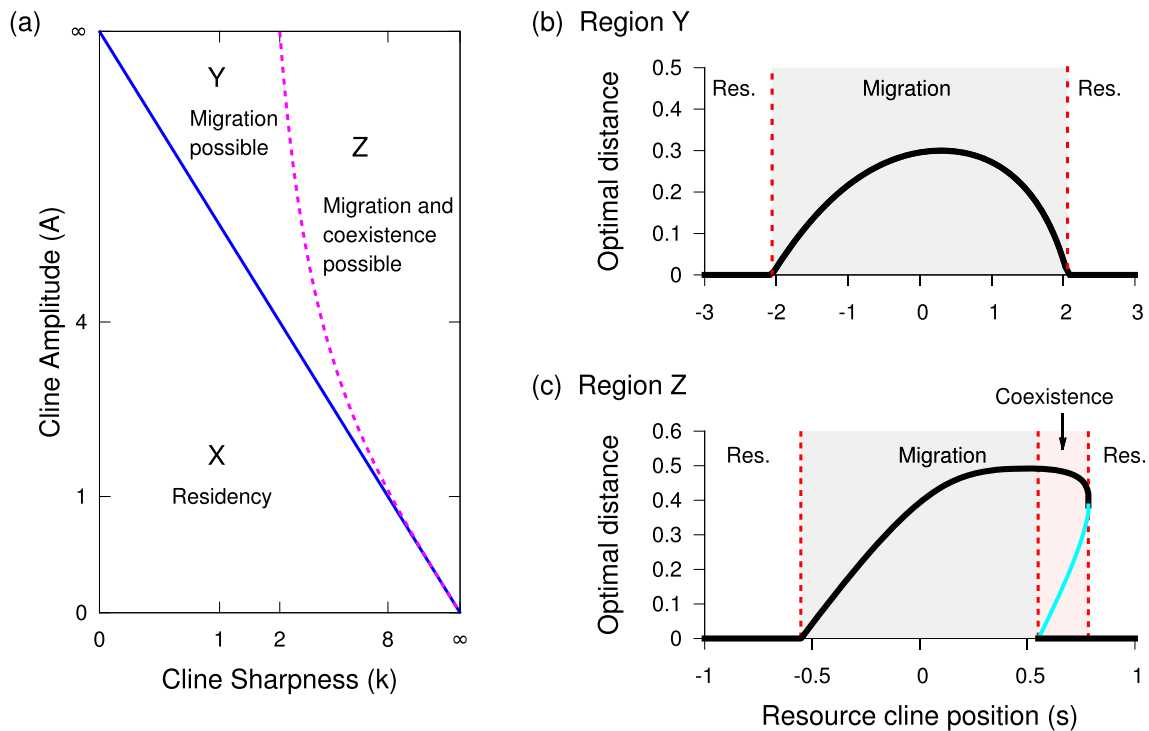 (a)
∞
Y
Migration
possible
Z
Migration and
coexistence
possible
4
X
Residency
1
0
0
1
2
8
∞
Cline Amplitude (A)
Cline Sharpness (k)
(b) Region Y
0.5
0.4
0.3
0.2
0.1
0
Optimal distance
Res.
Migration
Res.
-3
-2
-1
0
1
2
3
(c) Region Z
Coexistence
0.6
0.5
0.4
0.3
0.2
0.1
0
Optimal distance
Res.
Migration
Res.
-1
-0.5
0
0.5
1
Resource cline position (s)